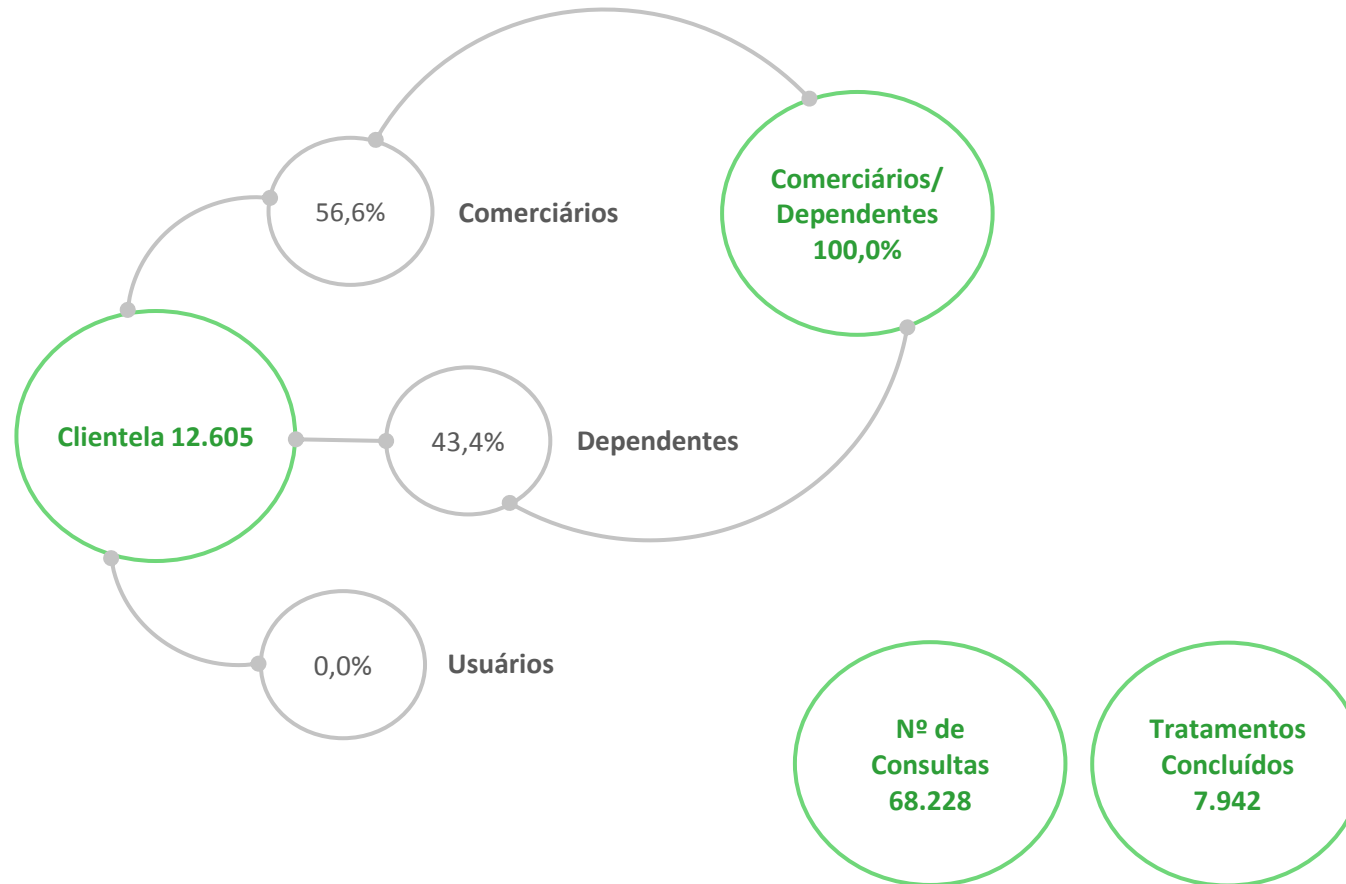 Comerciários/
Dependentes
100,0%
56,6%
Comerciários
Clientela 12.605
43,4%
Dependentes
0,0%
Usuários
Nº de
Consultas
68.228
Tratamentos
Concluídos
7.942